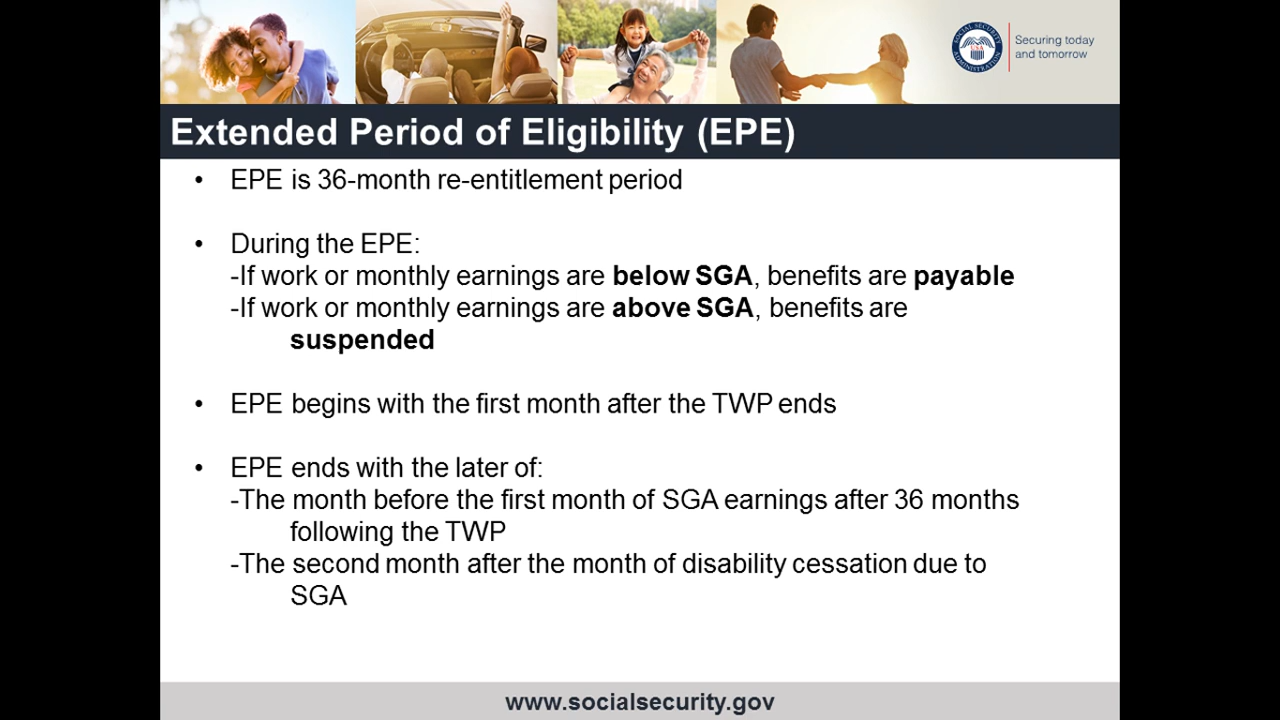 Securing today
and tomorrow
Extended Period of Eligibility (EPE)
• EPE is 36-month re-entitlement period
• During the EPE:
-If work or monthly earnings are below SGA, benefits are payable
-If work or monthly earnings are above SGA, benefits are
suspended
• EPE begins with the first month after the TWP ends
• EPE ends with the later of:
-The month before the first month of SGA earnings after 36 months
following the TWP
-The second month after the month of disability cessation due to
SGA
www.socialsecurity.gov